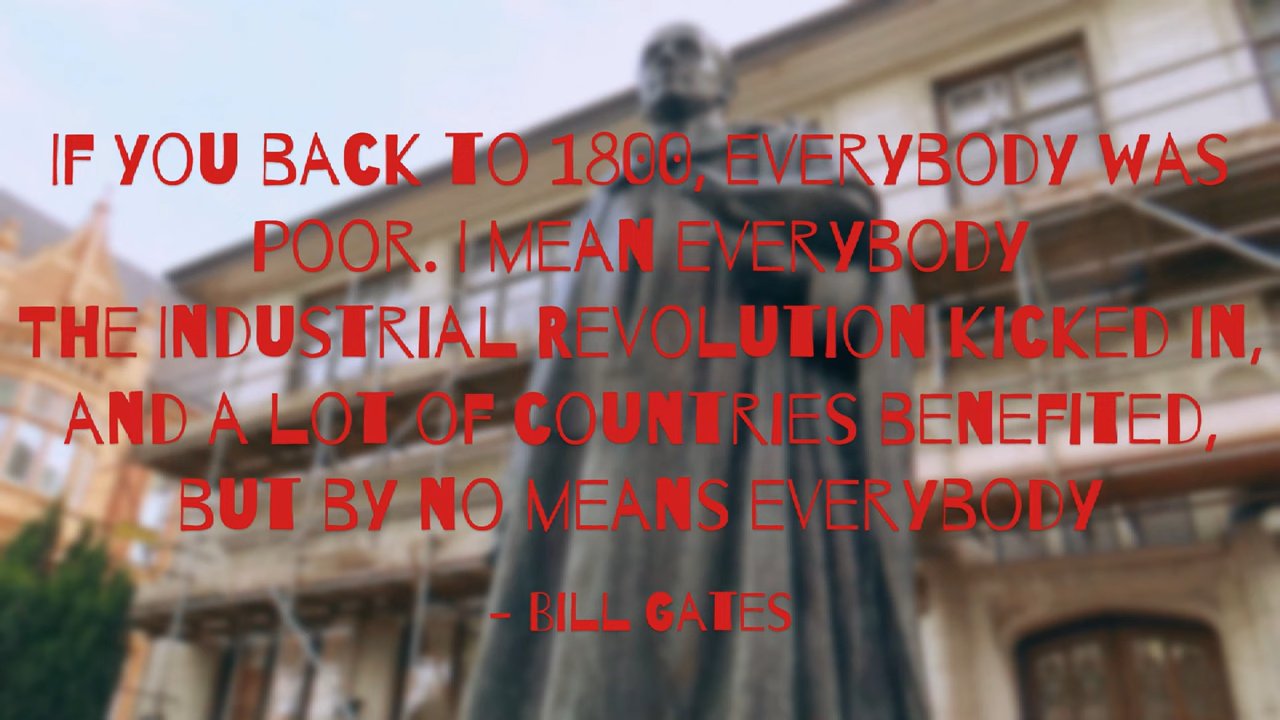 IF YOU BACK TO 1800, EVERYBODY WAS
POOR. I MEAN EVERYBODY
THE INDUSTRIAL REVOLUTION KICKED IN,
AND A LOT OF COUNTRIES BENEFITED,
BUT BY NO MEANS EVERYBODY
- BILL GATES